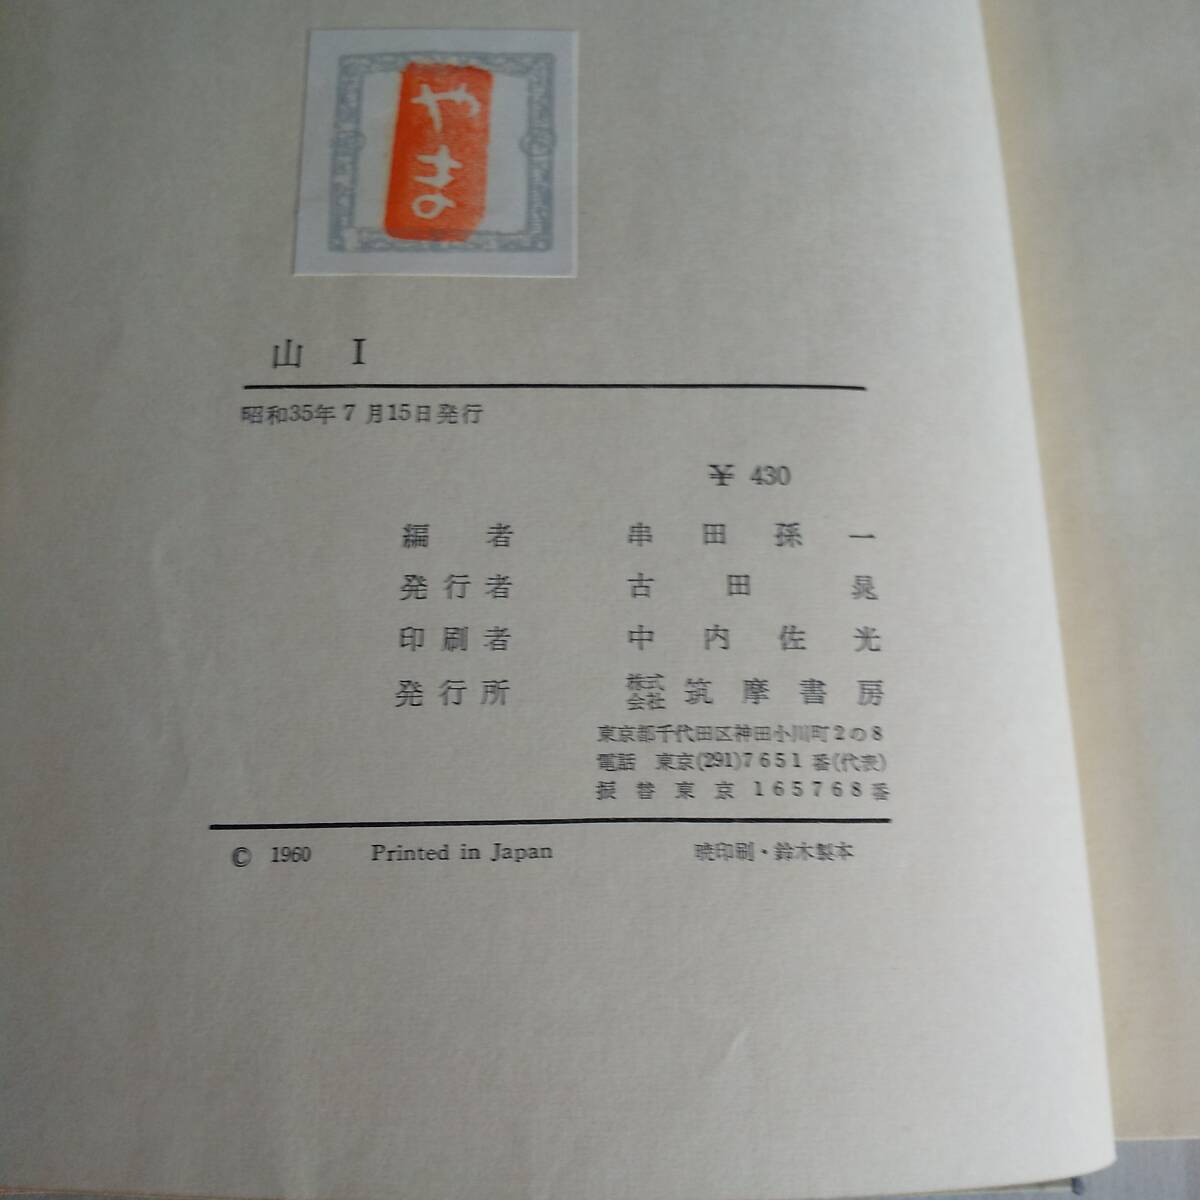 やま
山 I
昭和35年7月15日発行
¥ 430
編者 串田孫一
発行者 古田晁
印刷者 中内佐光
発行所 株式会社 筑摩書房
東京都千代田区神田小川町2の8
電話 東京(291)7651番(代表)
振替東京165768番
© 1960 Printed in Japan 暁印刷・鈴木製本